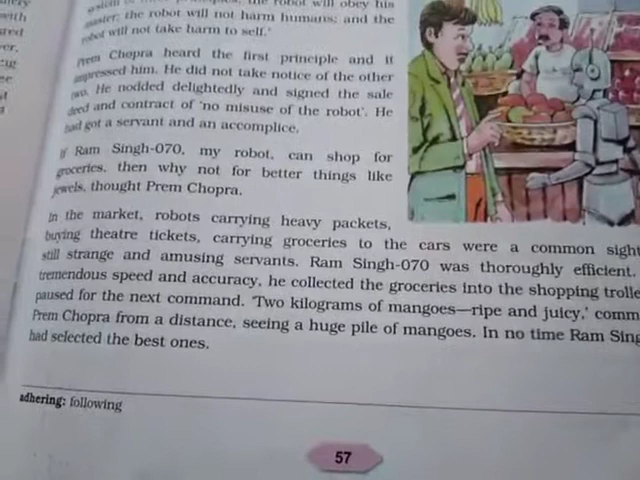 the robot will obey his
master; the robot will not harm humans; and the
robot will not take harm to self.'
Prem Chopra heard the first principle and it
impressed him. He did not take notice of the other
two. He nodded delightedly and signed the sale
deed and contract of 'no misuse of the robot'. He
had got a servant and an accomplice.
If Ram Singh-070, my robot, can shop for
groceries, then why not for better things like
jewels, thought Prem Chopra.
In the market, robots carrying heavy packets,
buying theatre tickets, carrying groceries to the cars were a common sight
still strange and amusing servants. Ram Singh-070 was thoroughly efficient.
tremendous speed and accuracy, he collected the groceries into the shopping trolle
paused for the next command. 'Two kilograms of mangoes—ripe and juicy,' comm
Prem Chopra from a distance, seeing a huge pile of mangoes. In no time Ram Sing
had selected the best ones.
adhering: following
57